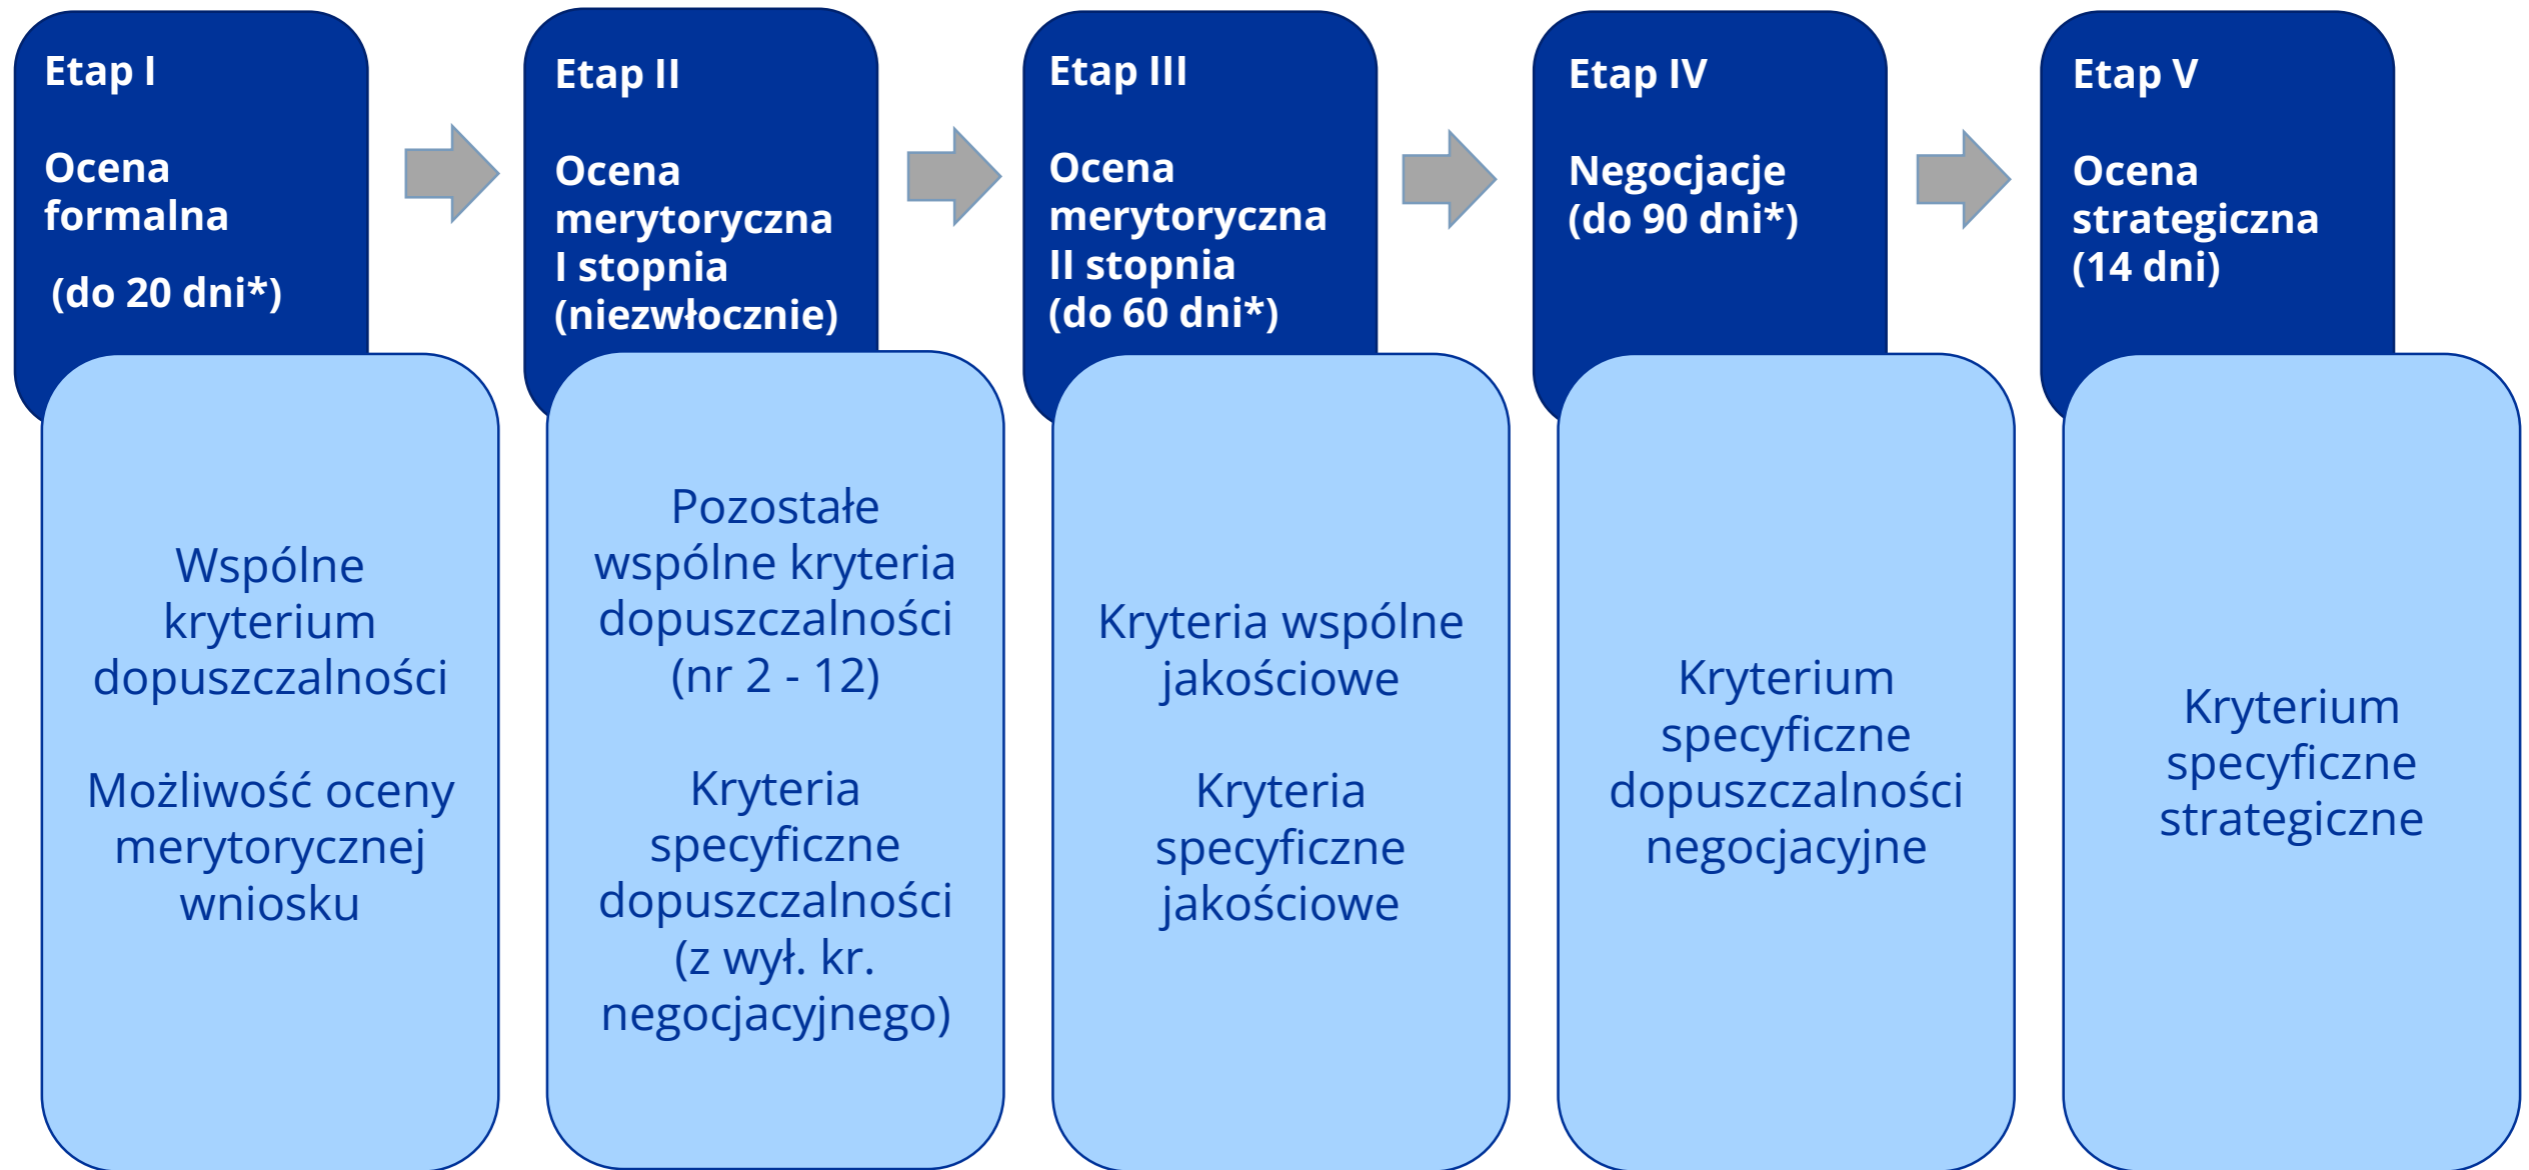 Etap I
Ocena
formalna
(do 20 dni*)
Wspólne
kryterium
dopuszczalności
Możliwość oceny
merytorycznej
wniosku
Etap II
Ocena
merytoryczna
I stopnia
(niezwłocznie)
Pozostałe
wspólne kryteria
dopuszczalności
(nr 2 - 12)
Kryteria
specyficzne
dopuszczalności
(z wył. kr.
negocjacyjnego)
Etap III
Ocena
merytoryczna
II stopnia
(do 60 dni*)
Kryteria wspólne
jakościowe
Kryteria
specyficzne
jakościowe
Etap IV
Negocjacje
(do 90 dni*)
Kryterium
specyficzne
dopuszczalności
negocjacyjne
Etap V
Ocena
strategiczna
(14 dni)
Kryterium
specyficzne
strategiczne